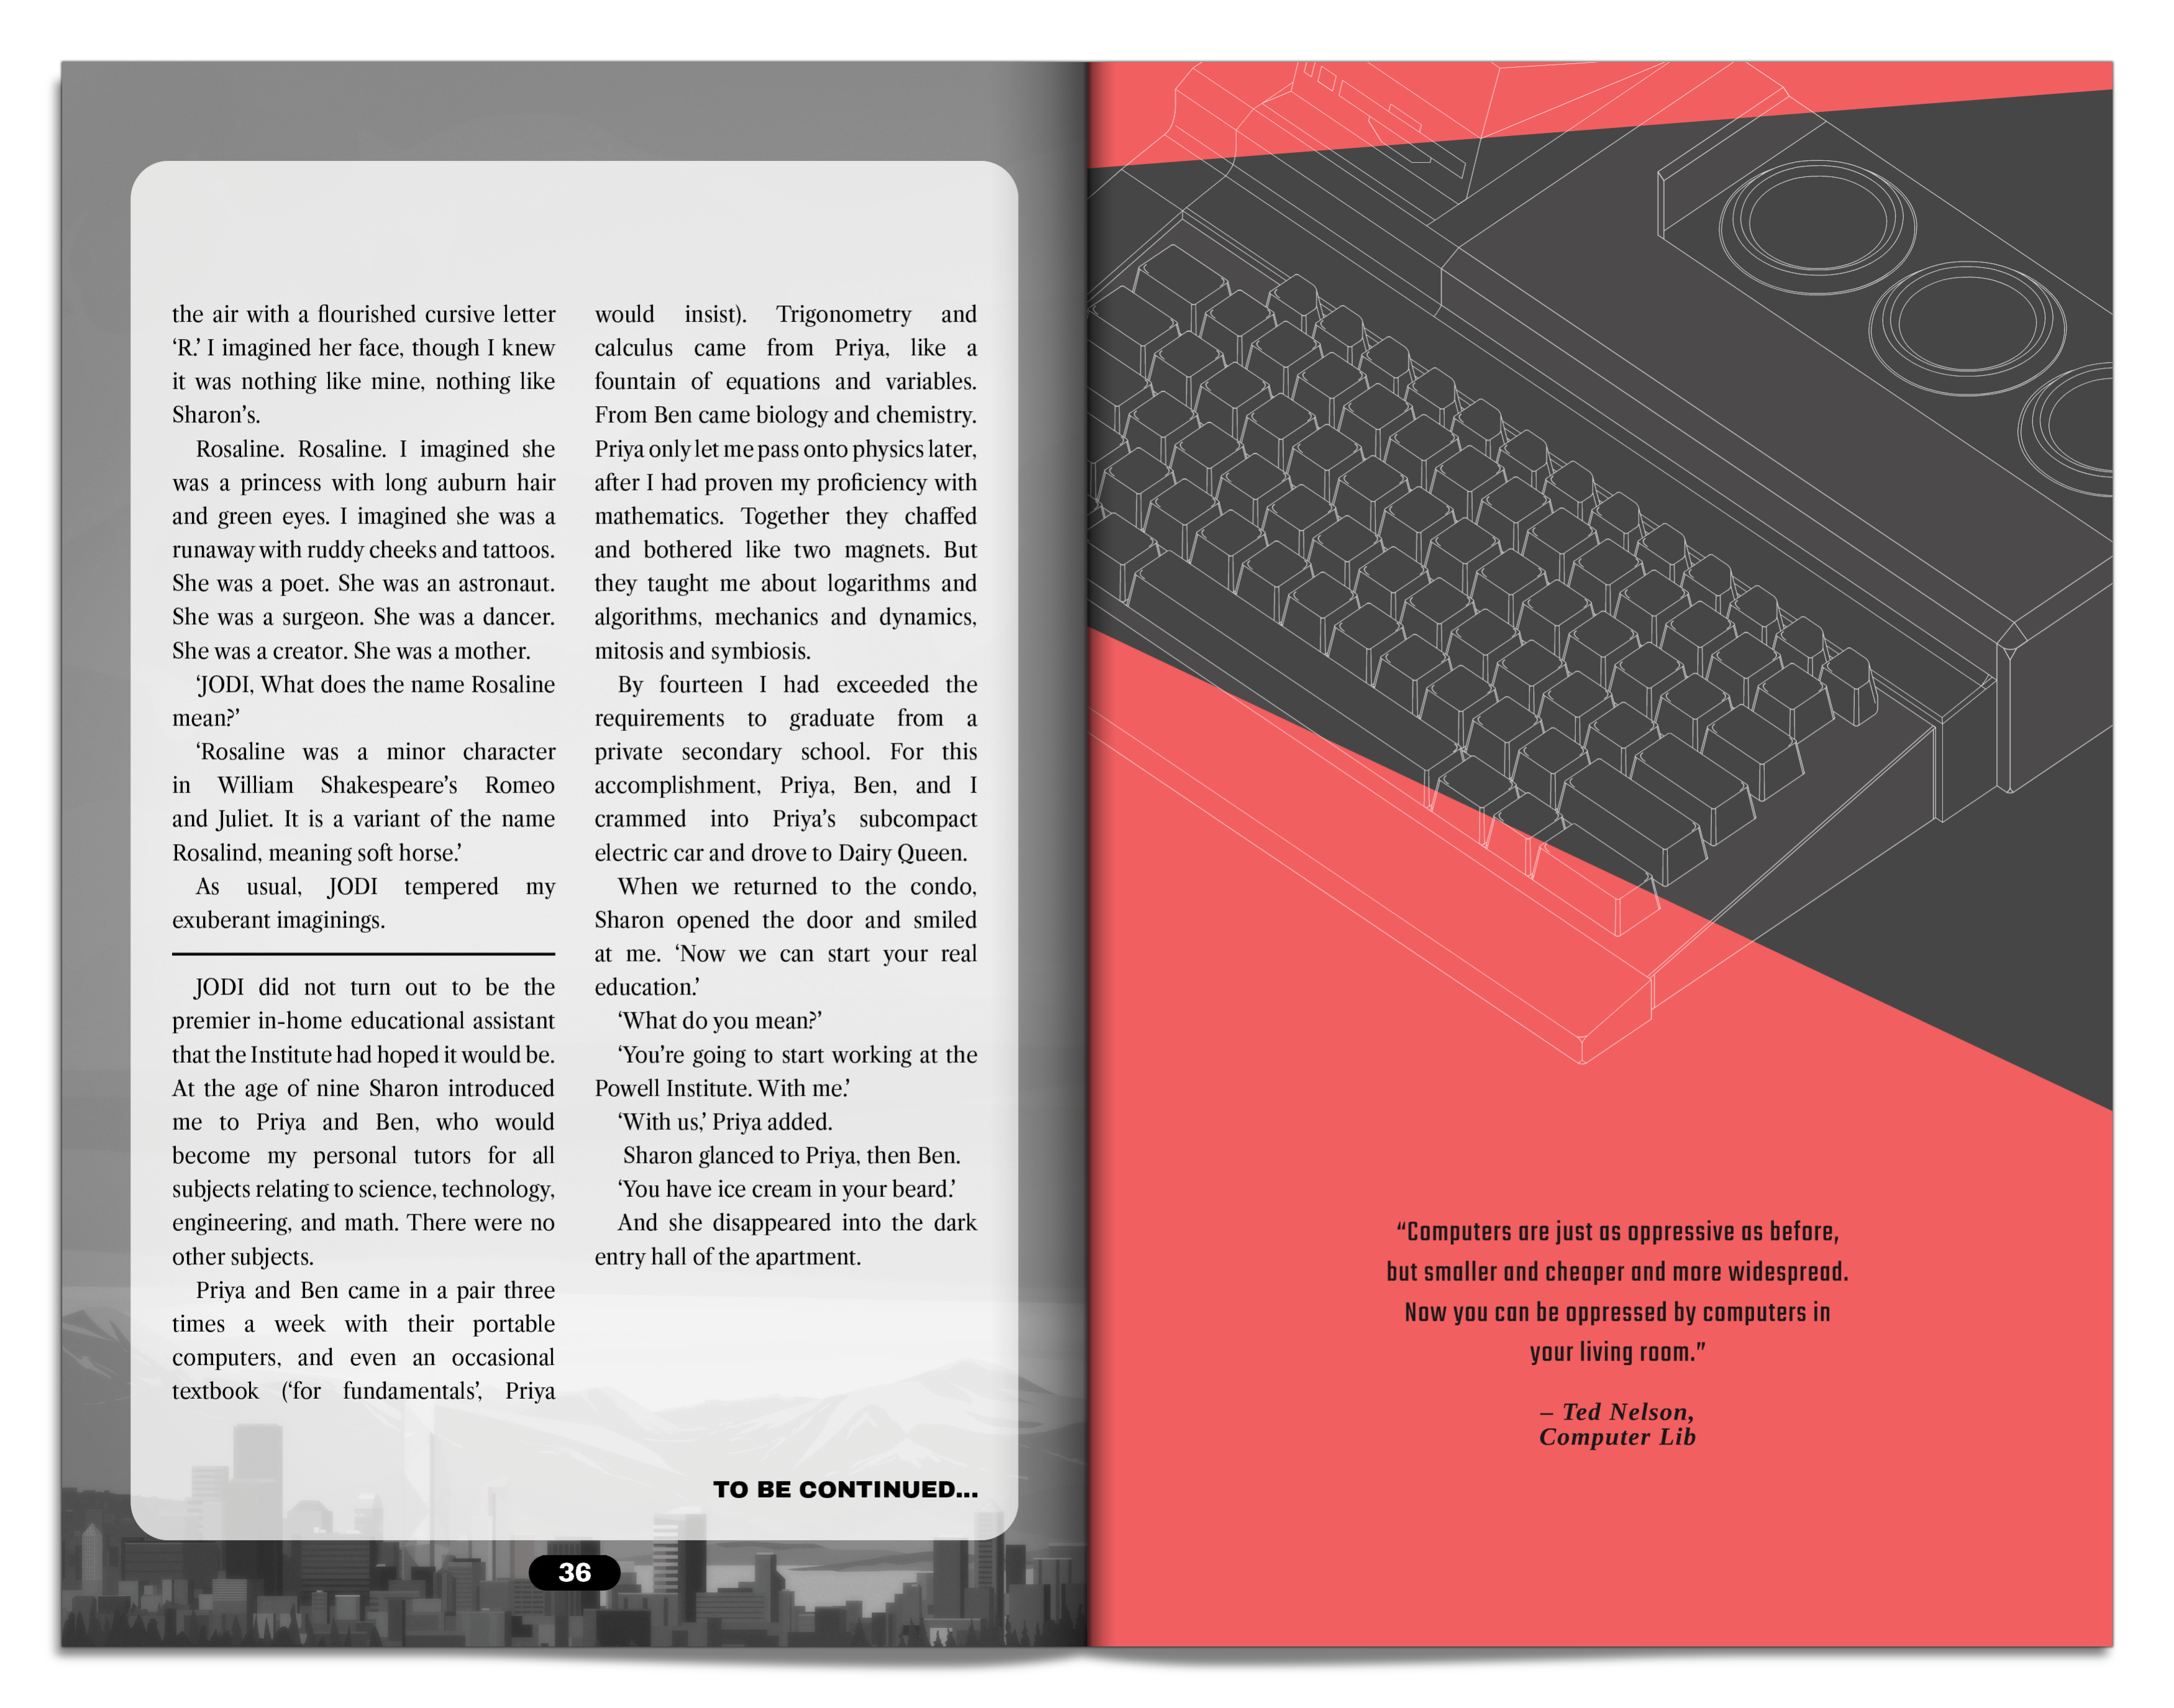 the air with a flourished cursive letter
‘R.’ I imagined her face, though I knew
it was nothing like mine, nothing like
Sharon’s.
Rosaline. Rosaline. I imagined she
was a princess with long auburn hair
and green eyes. I imagined she was a
runaway with ruddy cheeks and tattoos.
She was a poet. She was an astronaut.
She was a surgeon. She was a dancer.
She was a creator. She was a mother.
‘JODI, What does the name Rosaline
mean?’
‘Rosaline was a minor character
in William Shakespeare’s Romeo
and Juliet. It is a variant of the name
Rosalind, meaning soft horse.’
As usual, JODI tempered my
exuberant imaginings.
JODI did not turn out to be the
premier in-home educational assistant
that the Institute had hoped it would be.
At the age of nine Sharon introduced
me to Priya and Ben, who would
become my personal tutors for all
subjects relating to science, technology,
engineering, and math. There were no
other subjects.
Priya and Ben came in a pair three
times a week with their portable
computers, and even an occasional
textbook (‘for fundamentals’, Priya
would insist). Trigonometry and
calculus came from Priya, like a
fountain of equations and variables.
From Ben came biology and chemistry.
Priya only let me pass onto physics later,
after I had proven my proficiency with
mathematics. Together they chaffed
and bothered like two magnets. But
they taught me about logarithms and
algorithms, mechanics and dynamics,
mitosis and symbiosis.
By fourteen I had exceeded the
requirements to graduate from a
private secondary school. For this
accomplishment, Priya, Ben, and I
crammed into Priya’s subcompact
electric car and drove to Dairy Queen.
When we returned to the condo,
Sharon opened the door and smiled
at me. ‘Now we can start your real
education.’
‘What do you mean?’
‘You’re going to start working at the
Powell Institute. With me.’
‘With us,’ Priya added.
Sharon glanced to Priya, then Ben.
‘You have ice cream in your beard.’
And she disappeared into the dark
entry hall of the apartment.
TO BE CONTINUED...
36
“Computers are just as oppressive as before,
but smaller and cheaper and more widespread.
Now you can be oppressed by computers in
your living room.”
– Ted Nelson,
Computer Lib